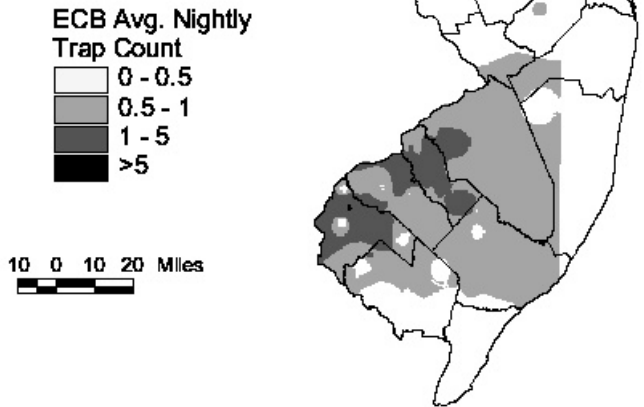 ECB Avg. Nightly
Trap Count
0 - 0.5
0.5 - 1
1 - 5
>5
10 0 10 20 Miles